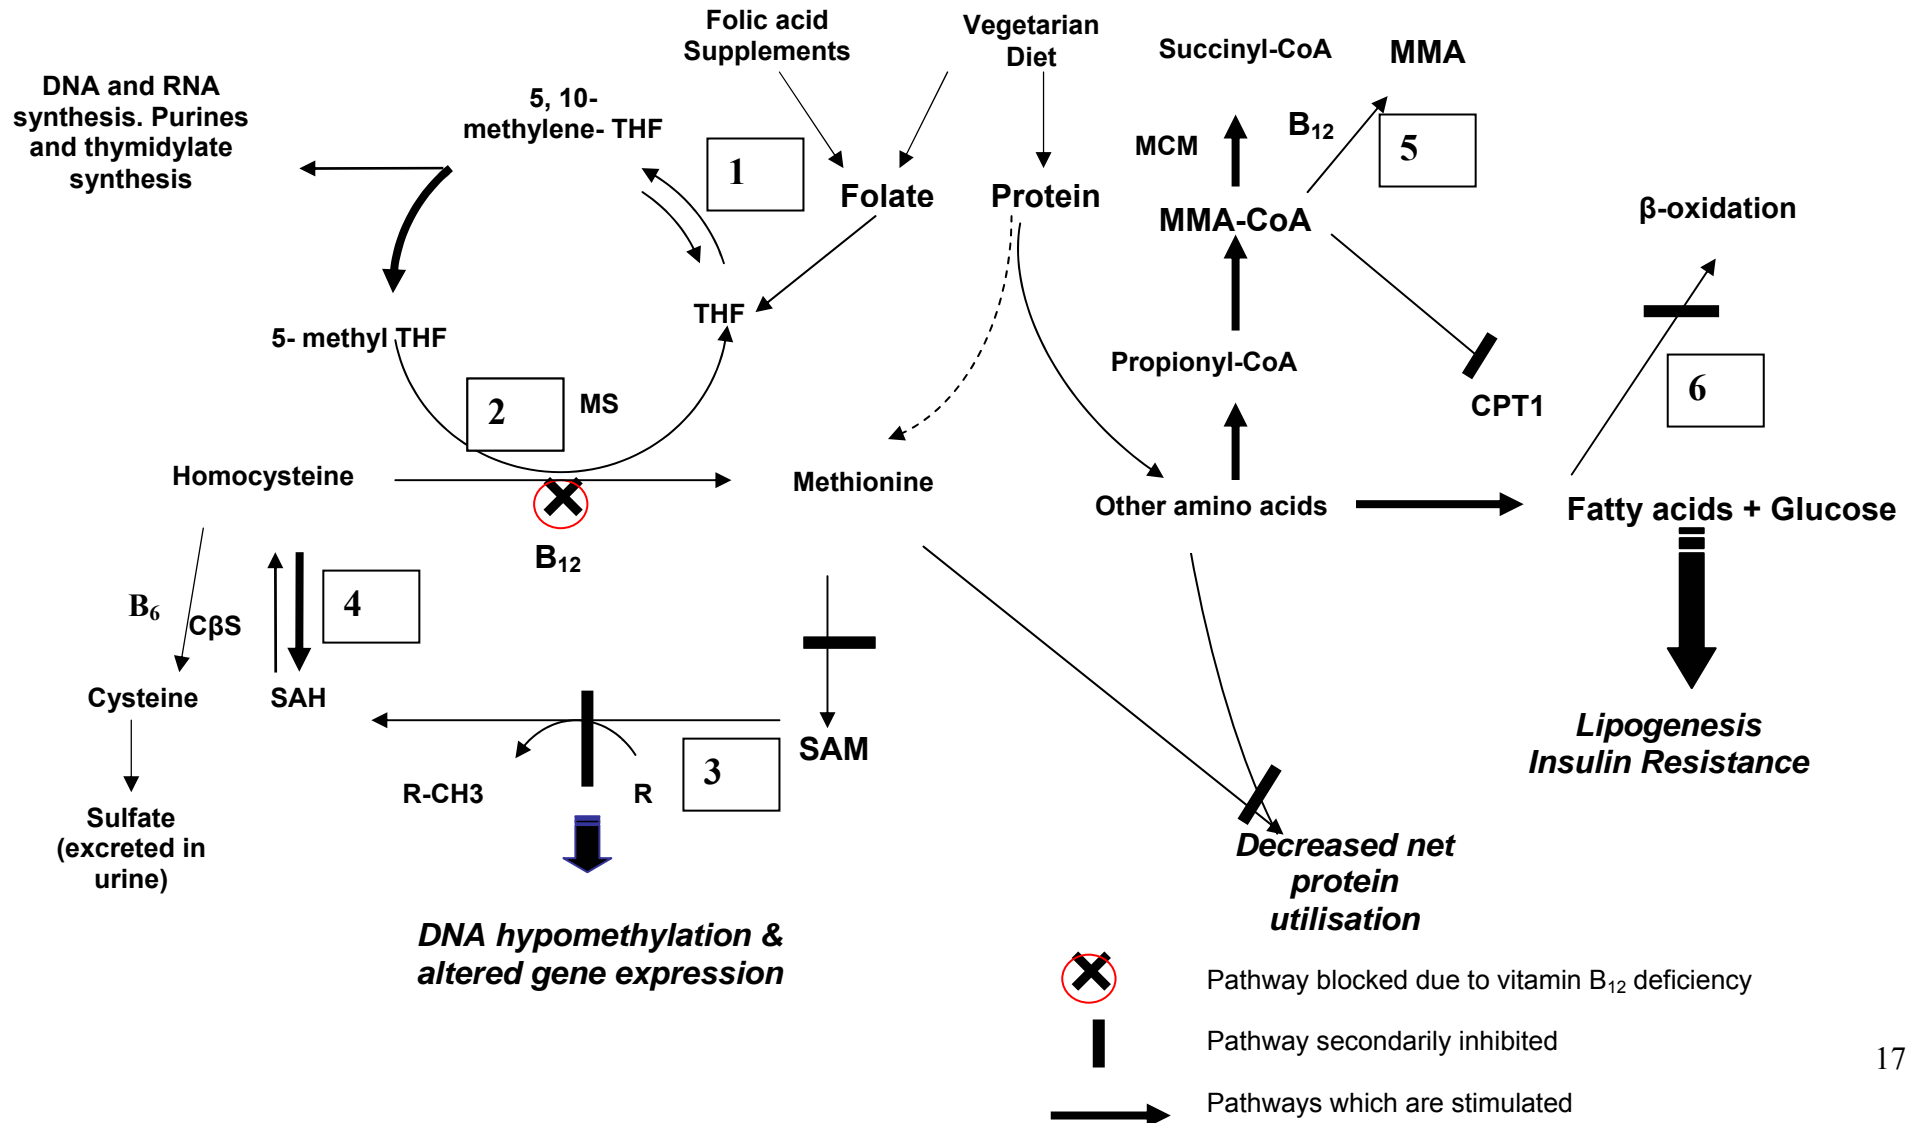 Folic acid
Supplements
Vegetarian
Diet
Succinyl-CoA
MMA
DNA and RNA
synthesis. Purines
and thymidylate
synthesis
5, 10-
methylene- THF
1
B₁₂
5
MCM
Folate
Protein
MMA-CoA
β-oxidation
THF
5- methyl THF
Propionyl-CoA
2
MS
CPT1
6
Homocysteine
Methionine
Other amino acids
Fatty acids + Glucose
B₁₂
B₆
CβS
4
Cysteine
SAH
SAM
3
R-CH3
R
Lipogenesis
Insulin Resistance
Sulfate
(excreted in
urine)
Decreased net
protein
utilisation
DNA hypomethylation &
altered gene expression
Pathway blocked due to vitamin B₁₂ deficiency
Pathway secondarily inhibited
17
Pathways which are stimulated